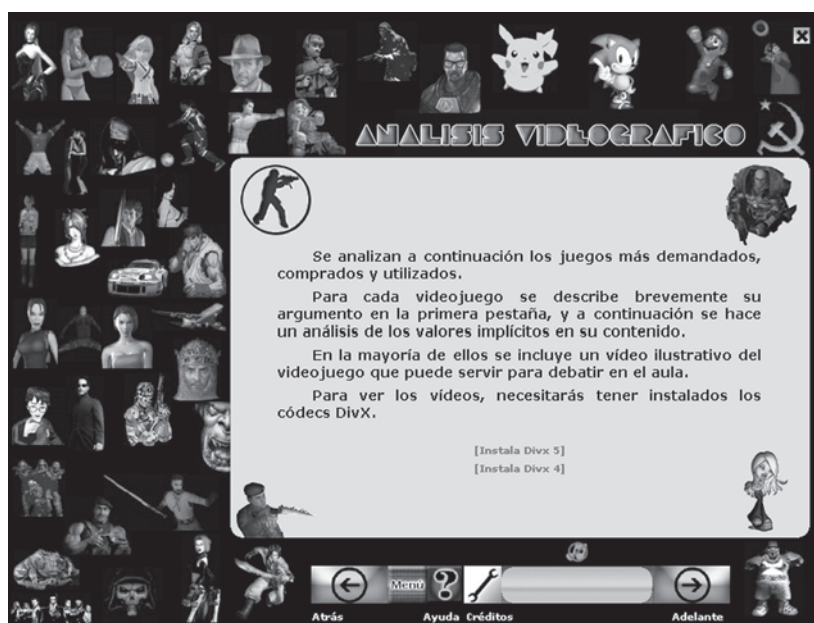 ANALISIS VIDEOGRAFICO
Se analizan a continuación los juegos más demandados,
comprados y utilizados.
Para cada videojuego se describe brevemente su
argumento en la primera pestaña, y a continuación se hace
un análisis de los valores implícitos en su contenido.
En la mayoría de ellos se incluye un vídeo ilustrativo del
videojuego que puede servir para debatir en el aula.
Para ver los vídeos, necesitarás tener instalados los
códecs DivX.
[Instala Divx 5]
[Instala Divx 4]
Menú ?
Atrás Ayuda Créditos Adelante